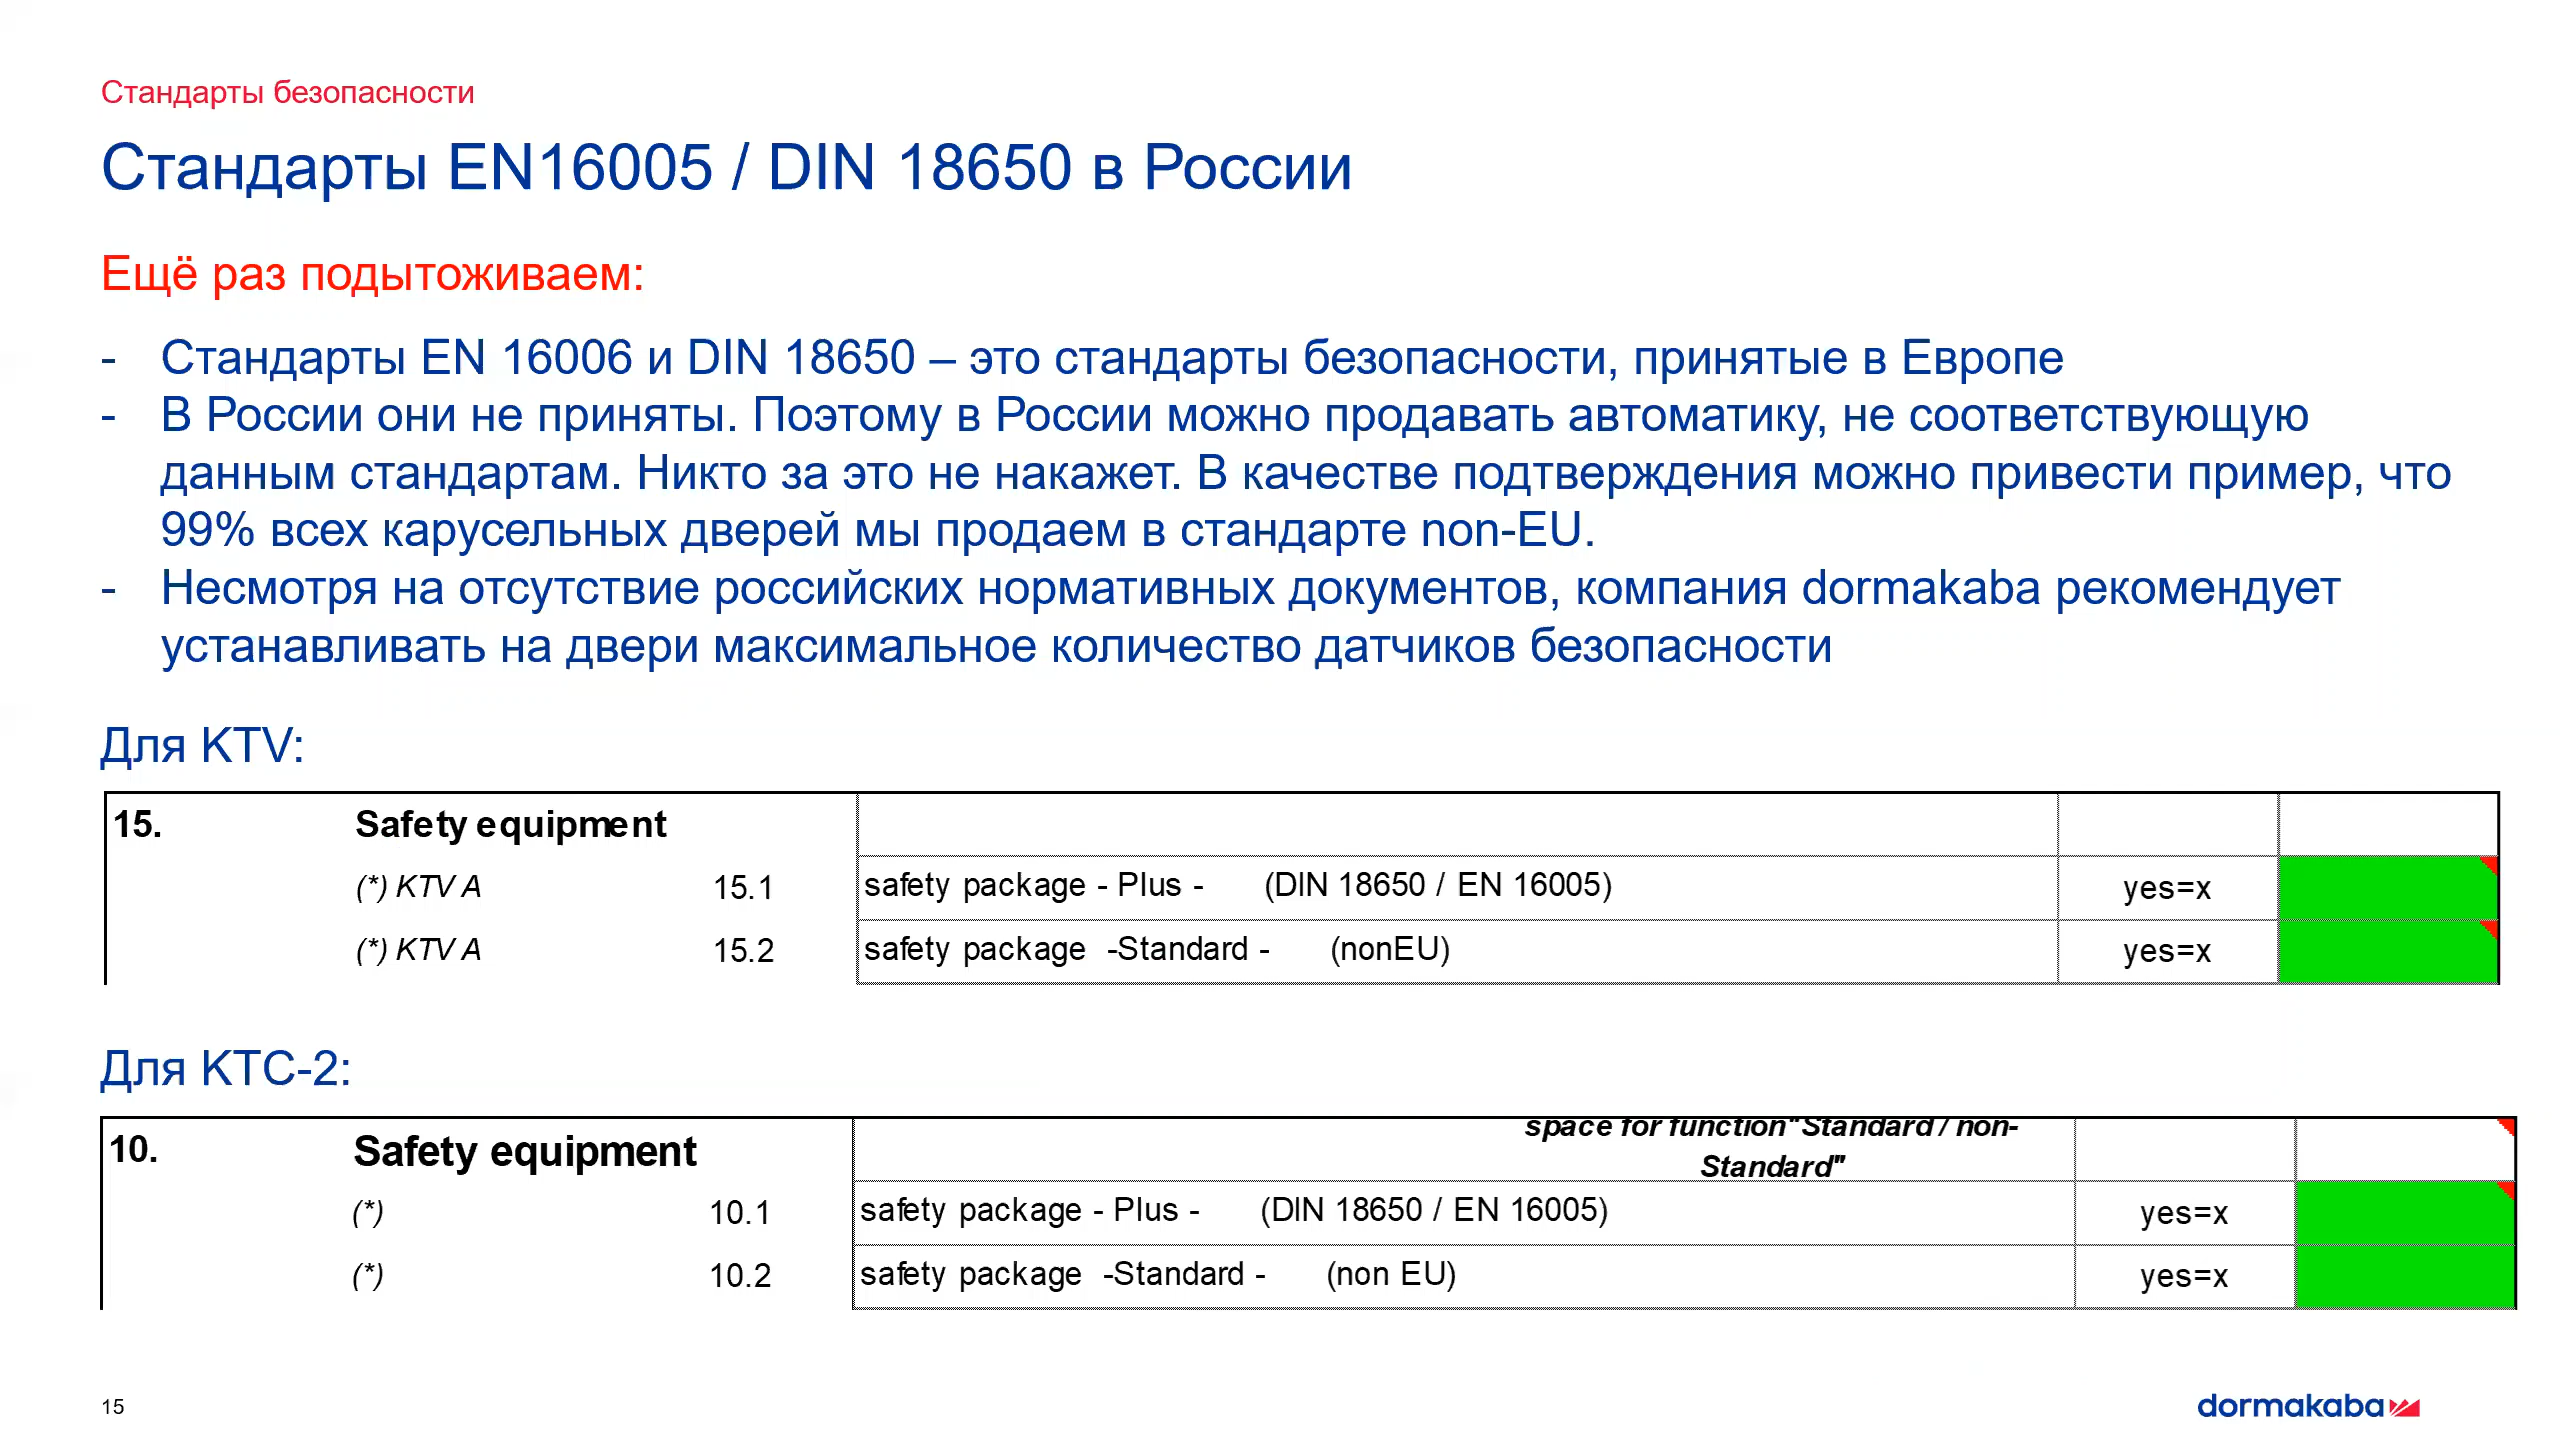 Стандарты безопасности
Стандарты EN16005 / DIN 18650 в России
Ещё раз подытоживаем:
- Стандарты EN 16006 и DIN 18650 – это стандарты безопасности, принятые в Европе
- В России они не приняты. Поэтому в России можно продавать автоматику, не соответствующую
данным стандартам. Никто за это не накажет. В качестве подтверждения можно привести пример, что
99% всех карусельных дверей мы продаем в стандарте non-EU.
- Несмотря на отсутствие российских нормативных документов, компания dormakaba рекомендует
устанавливать на двери максимальное количество датчиков безопасности
Для KTV:
15. Safety equipment
(*) KTV A 15.1 safety package - Plus - (DIN 18650 / EN 16005) yes=x
(*) KTV A 15.2 safety package -Standard - (nonEU) yes=x
Для KTC-2:
10. Safety equipment space for function"Standard / non-
Standard"
(*) 10.1 safety package - Plus - (DIN 18650 / EN 16005) yes=x
(*) 10.2 safety package -Standard - (non EU) yes=x
15
dormakaba